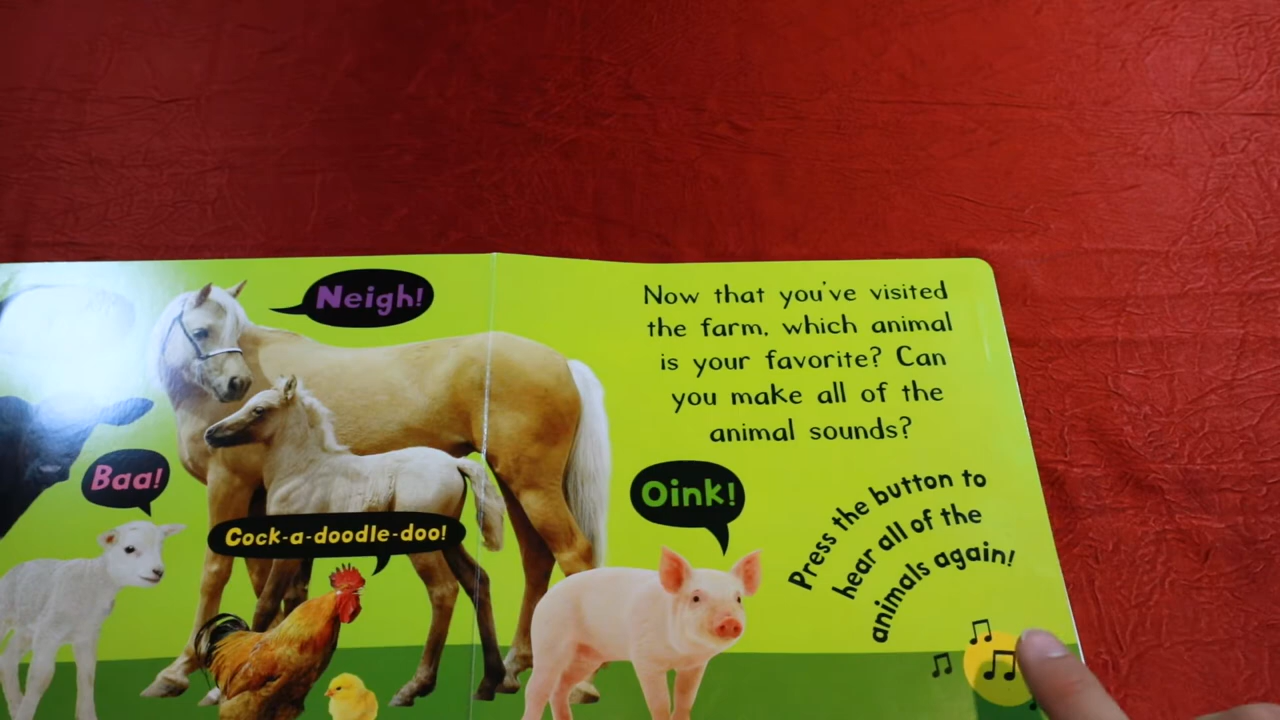 Neigh!
Baa!
Cock-a-doodle-doo!
Now that you've visited
the farm, which animal
is your favorite? Can
you make all of the
animal sounds?
Oink!
Press the button to
hear all of the
animals again!